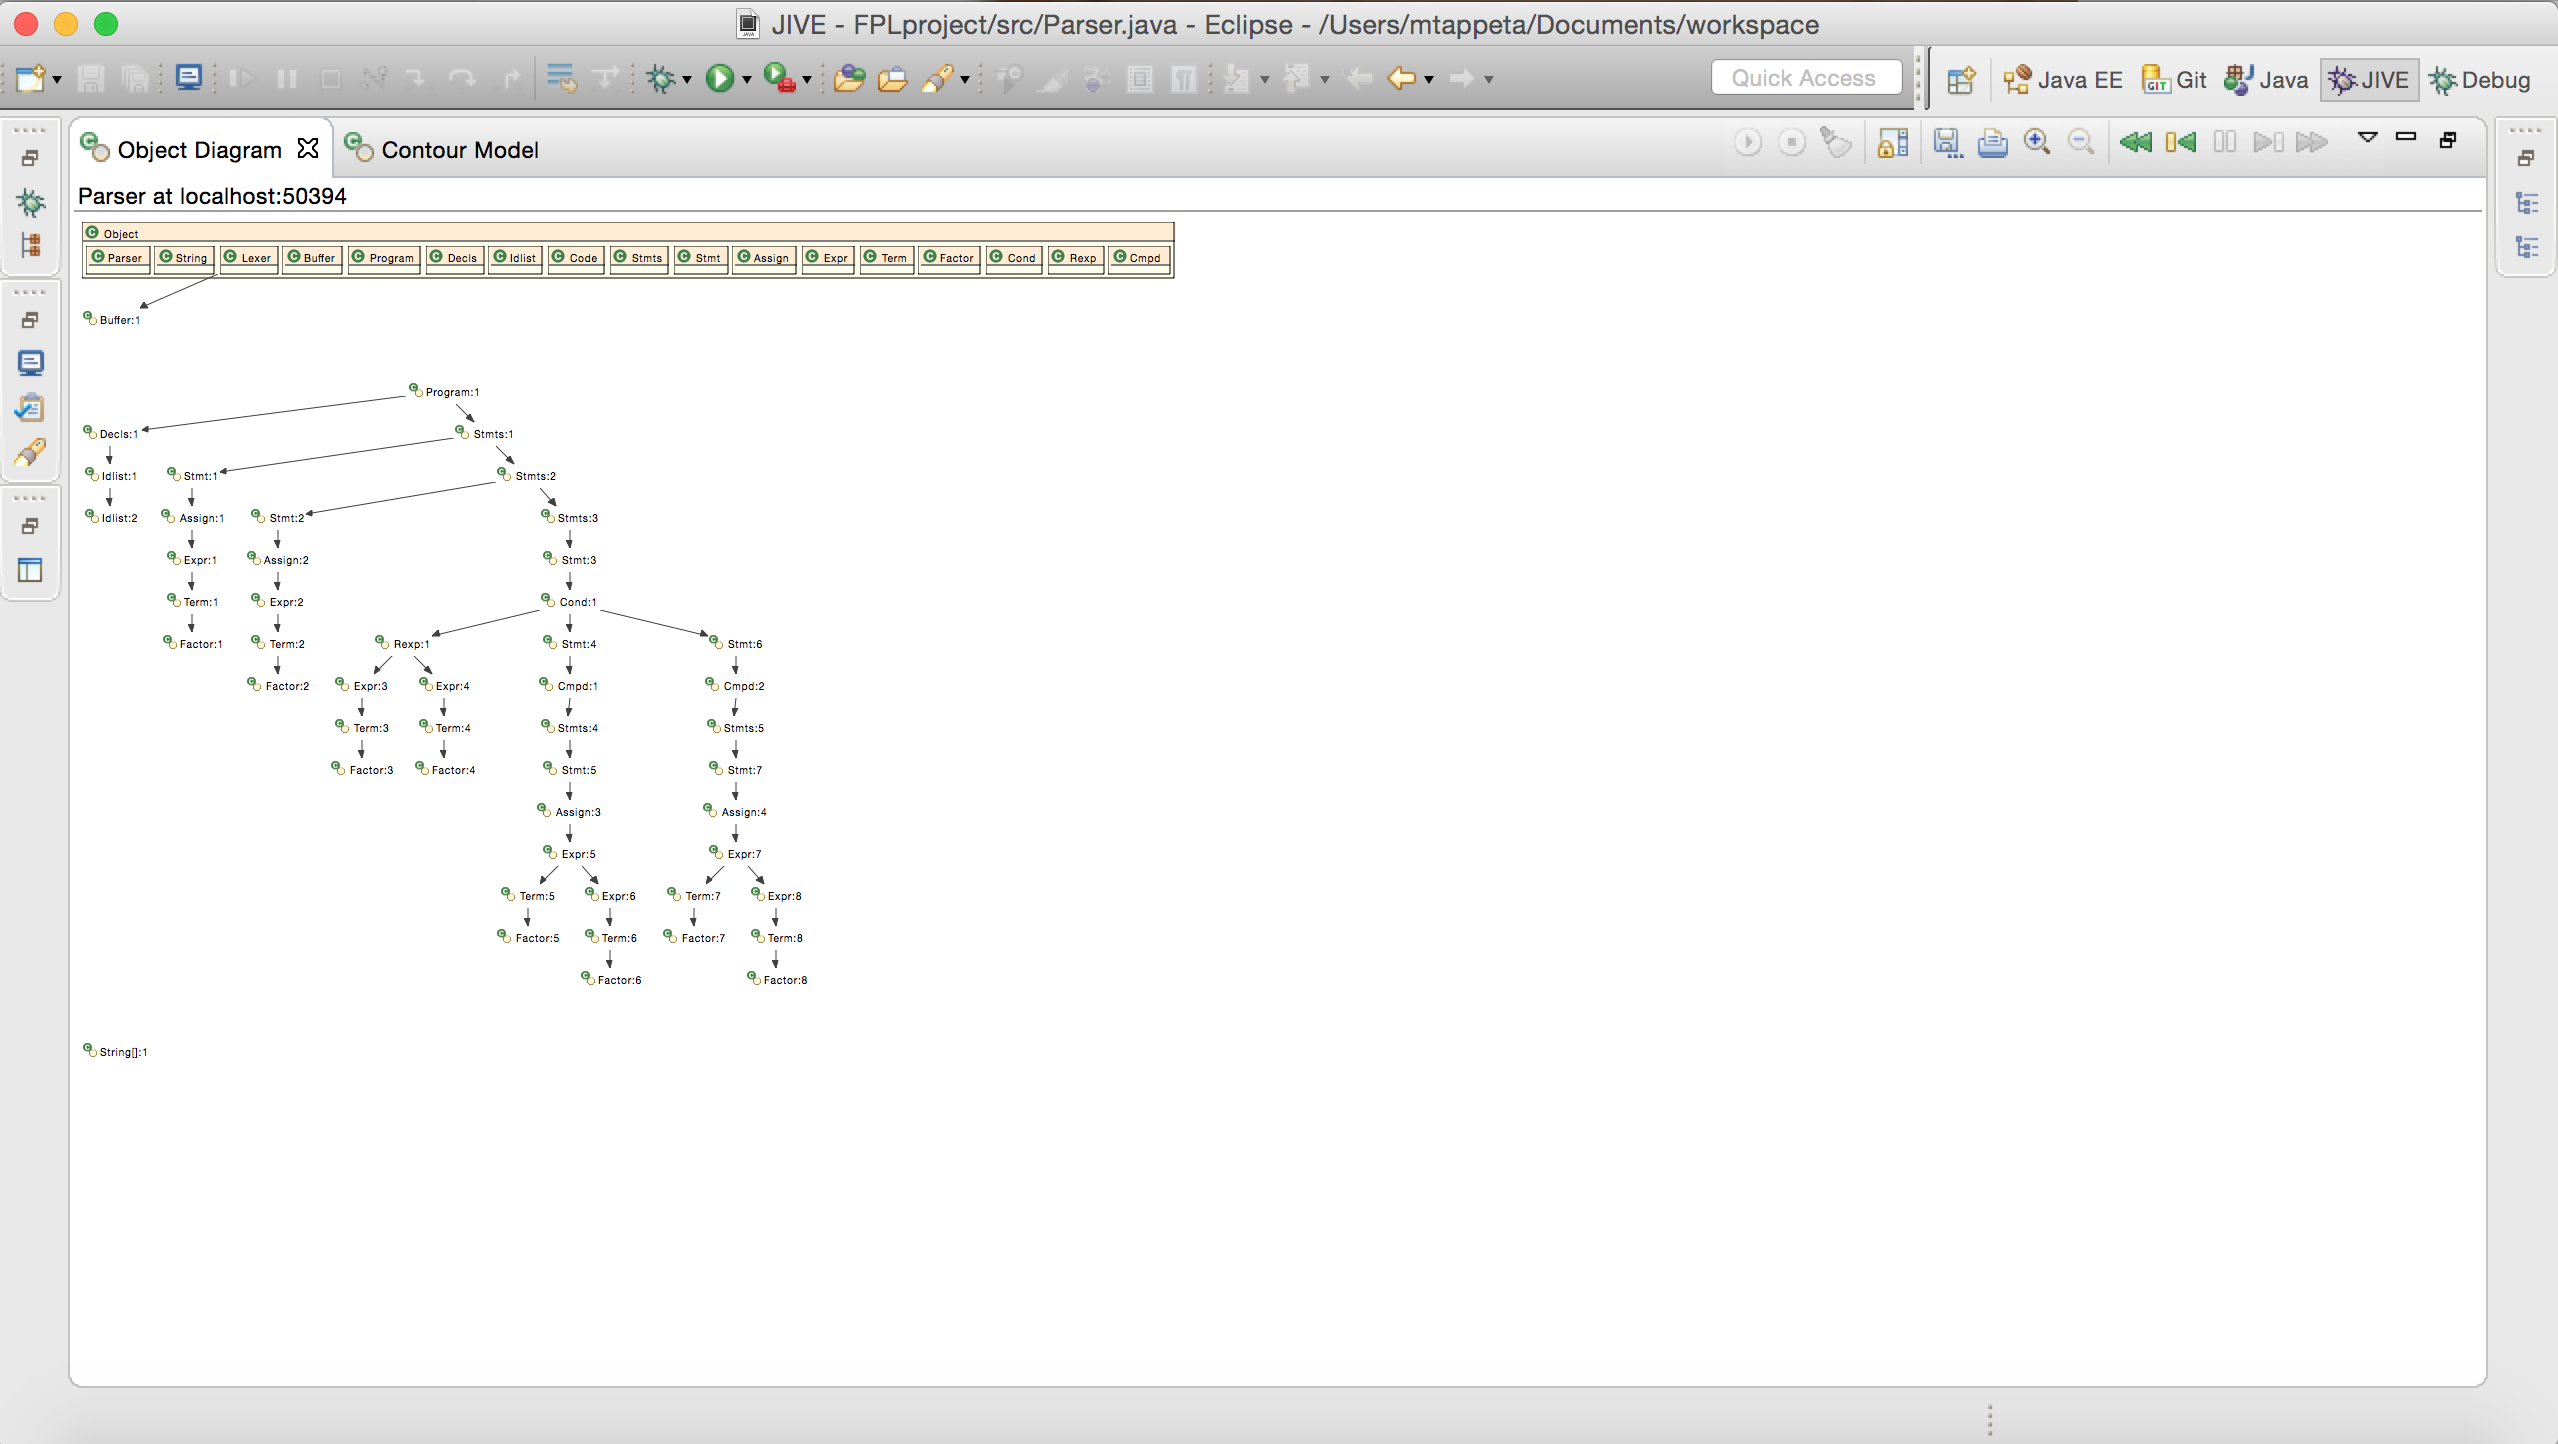 JIVE - FPLproject/src/Parser.java - Eclipse - /Users/mtappeta/Documents/workspace
Quick Access Java EE Git Java JIVE Debug
Object Diagram Contour Model
Parser at localhost:50394
Object
Parser String Lexer Buffer Program Decls Idlist Code Stmts Stmt Assign Expr Term Factor Cond Rexp Cmpd
Buffer:1
Program:1
Decls:1 Stmts:1
Idlist:1 Stmt:1 Stmts:2
Idlist:2 Assign:1 Stmt:2 Stmts:3
Expr:1 Assign:2 Stmt:3
Term:1 Expr:2 Cond:1
Factor:1 Term:2 Rexp:1 Stmt:4 Stmt:6
Factor:2 Expr:3 Expr:4 Cmpd:1 Cmpd:2
Term:3 Term:4 Stmts:4 Stmts:5
Factor:3 Factor:4 Stmt:5 Stmt:7
Assign:3 Assign:4
Expr:5 Expr:7
Term:5 Expr:6 Term:7 Expr:8
Factor:5 Term:6 Factor:7 Term:8
Factor:6 Factor:8
String[]:1